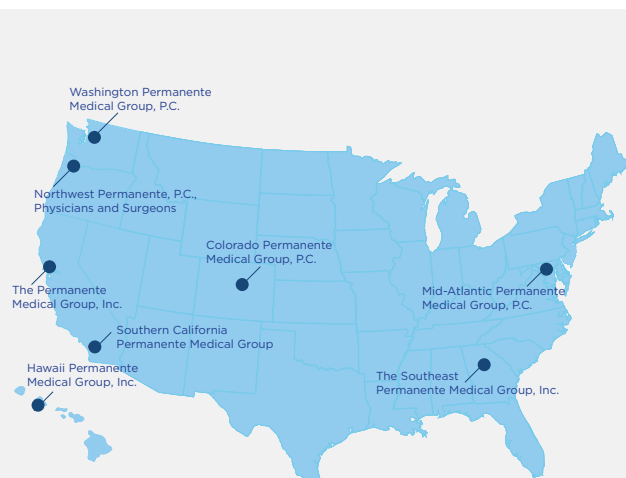 Washington Permanente
Medical Group, P.C.
Northwest Permanente, P.C.,
Physicians and Surgeons
Colorado Permanente
Medical Group, P.C.
The Permanente
Medical Group, Inc.
Mid-Atlantic Permanente
Medical Group, P.C.
Southern California
Permanente Medical Group
Hawaii Permanente
Medical Group, Inc.
The Southeast
Permanente Medical Group, Inc.